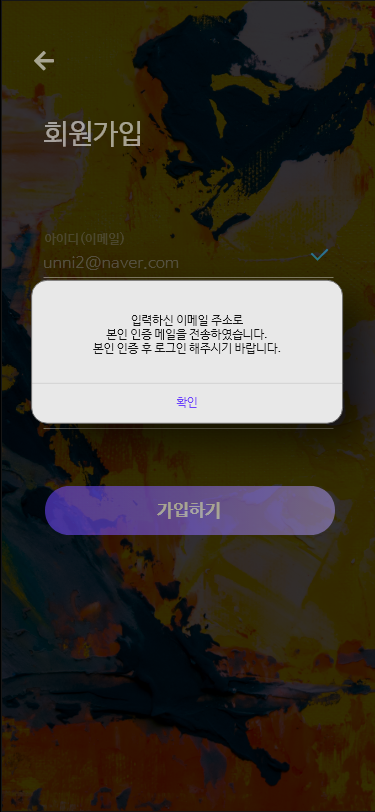 회원가입
아이디(이메일)
unni2@naver.com
입력하신 이메일 주소로
본인 인증 메일을 전송하였습니다.
본인 인증 후 로그인 해주시기 바랍니다.
확인
가입하기